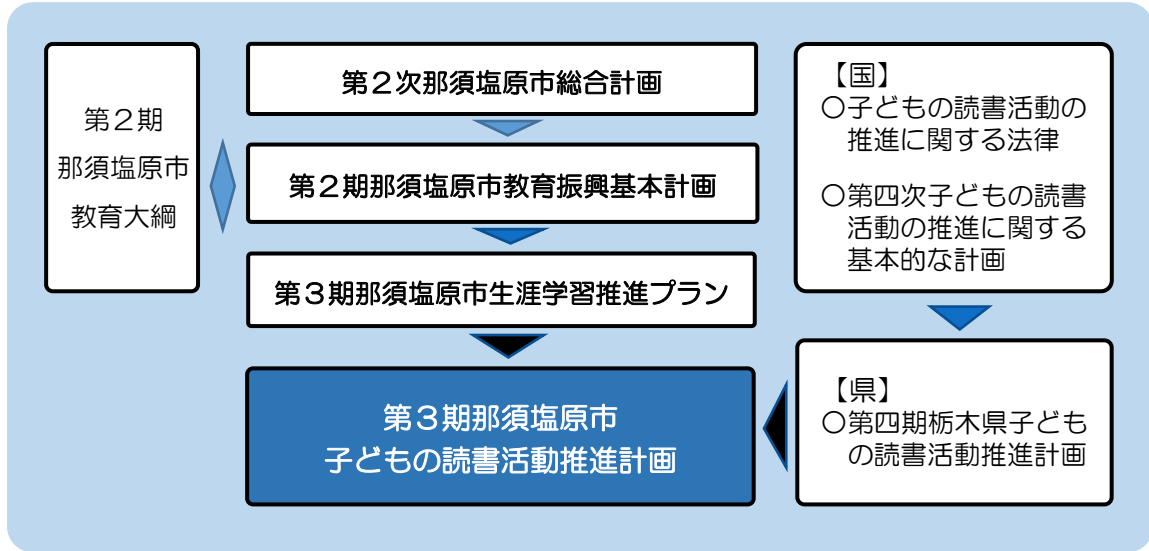 第２期
那須塩原市
教育大綱
第２次那須塩原市総合計画
第２期那須塩原市教育振興基本計画
第３期那須塩原市生涯学習推進プラン
第３期那須塩原市
子どもの読書活動推進計画
【国】
〇子どもの読書活動の
推進に関する法律
〇第四次子どもの読書
活動の推進に関する
基本的な計画
【県】
〇第四期栃木県子ども
の読書活動推進計画